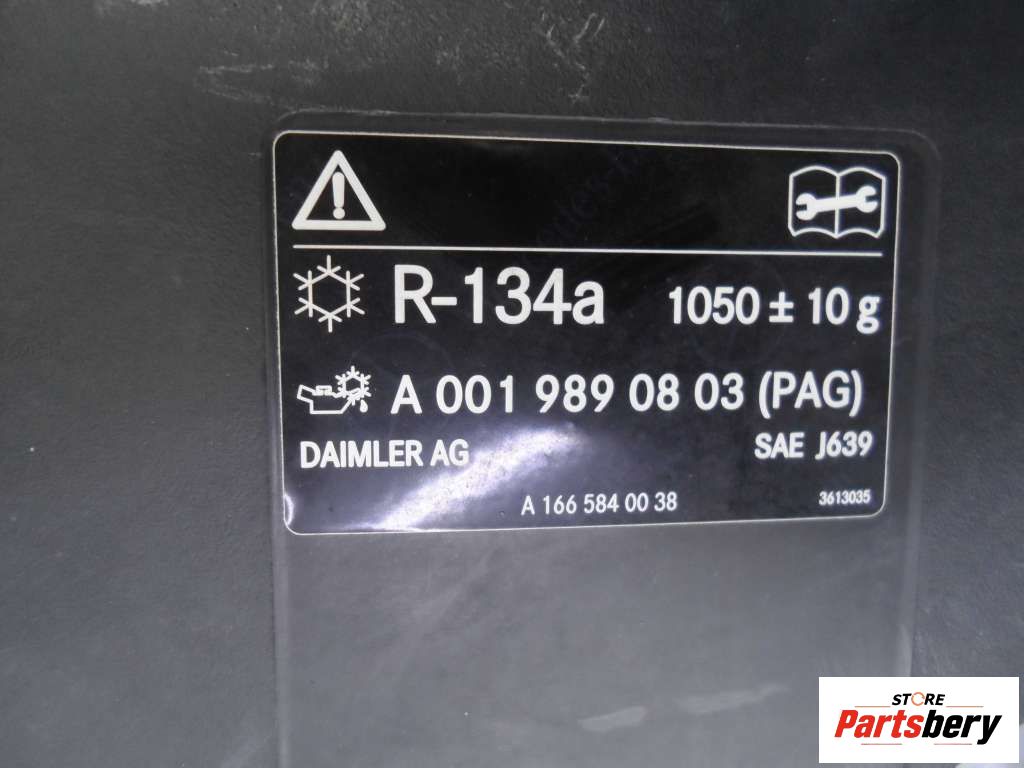 R-134a 1050 ± 10 g
A 001 989 08 03 (PAG)
DAIMLER AG SAE J639
A 166 584 00 38 3613035
STORE
Partsbery